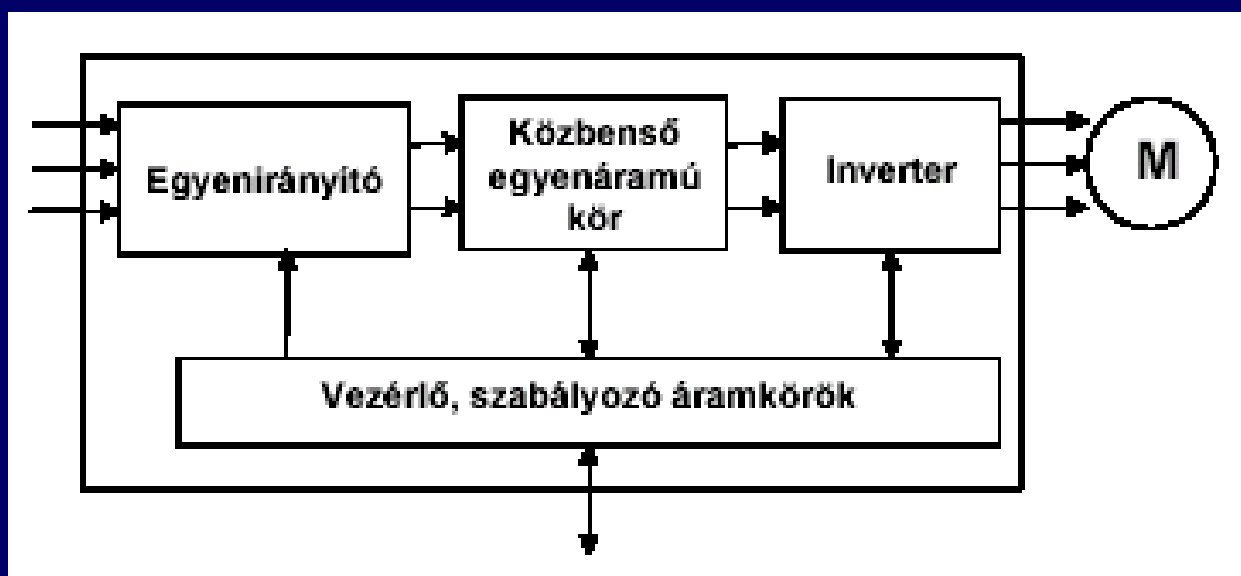 Egyenirányító
Közbenső
egyenáramú
kör
Inverter
M
Vezérlő, szabályozó áramkörök